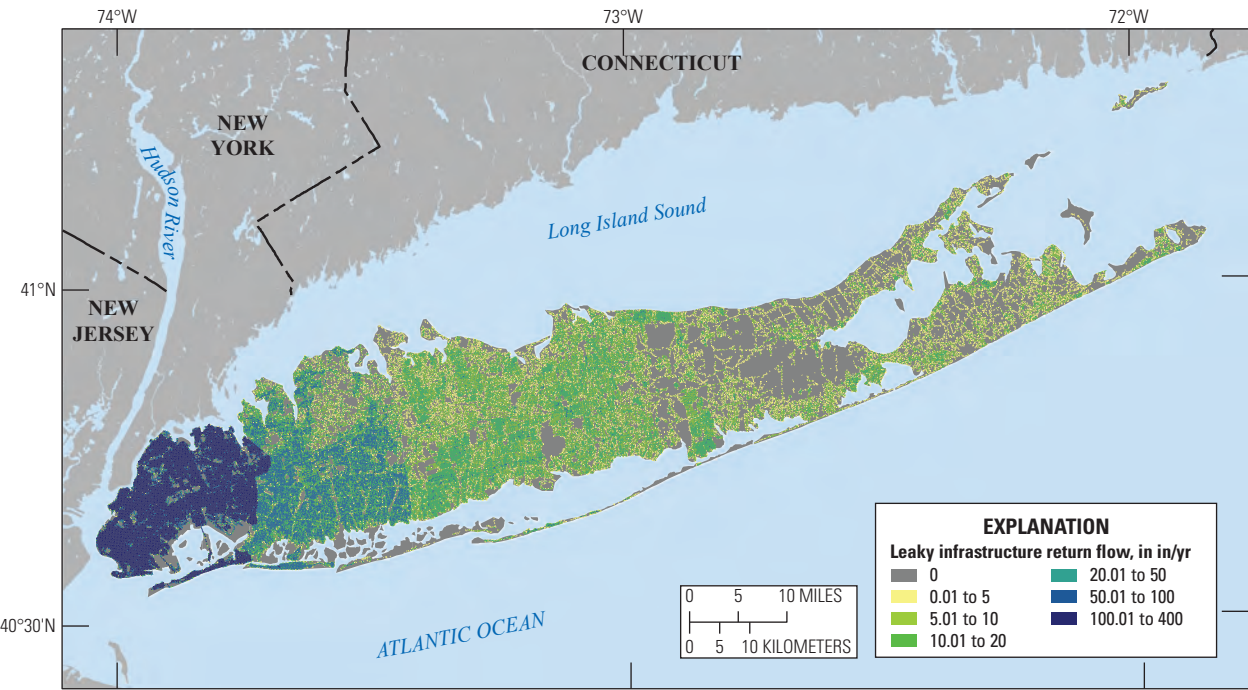 74°W
73°W
72°W
CONNECTICUT
NEW
YORK
Hudson River
Long Island Sound
41°N
NEW
JERSEY
EXPLANATION
Leaky infrastructure return flow, in in/yr
0
0.01 to 5
5.01 to 10
10.01 to 20
20.01 to 50
50.01 to 100
100.01 to 400
0 5 10 MILES
0 5 10 KILOMETERS
40°30'N
ATLANTIC OCEAN